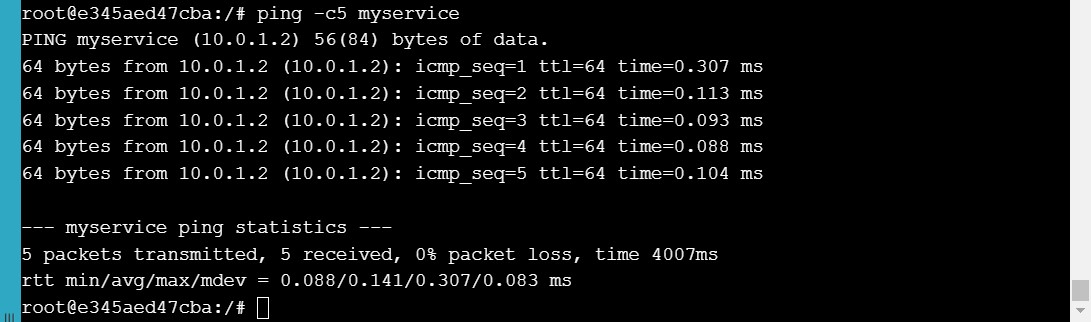 root@e345aed47cba:/# ping -c5 myservice
PING myservice (10.0.1.2) 56(84) bytes of data.
64 bytes from 10.0.1.2 (10.0.1.2): icmp_seq=1 ttl=64 time=0.307 ms
64 bytes from 10.0.1.2 (10.0.1.2): icmp_seq=2 ttl=64 time=0.113 ms
64 bytes from 10.0.1.2 (10.0.1.2): icmp_seq=3 ttl=64 time=0.093 ms
64 bytes from 10.0.1.2 (10.0.1.2): icmp_seq=4 ttl=64 time=0.088 ms
64 bytes from 10.0.1.2 (10.0.1.2): icmp_seq=5 ttl=64 time=0.104 ms
--- myservice ping statistics ---
5 packets transmitted, 5 received, 0% packet loss, time 4007ms
rtt min/avg/max/mdev = 0.088/0.141/0.307/0.083 ms
root@e345aed47cba:/#